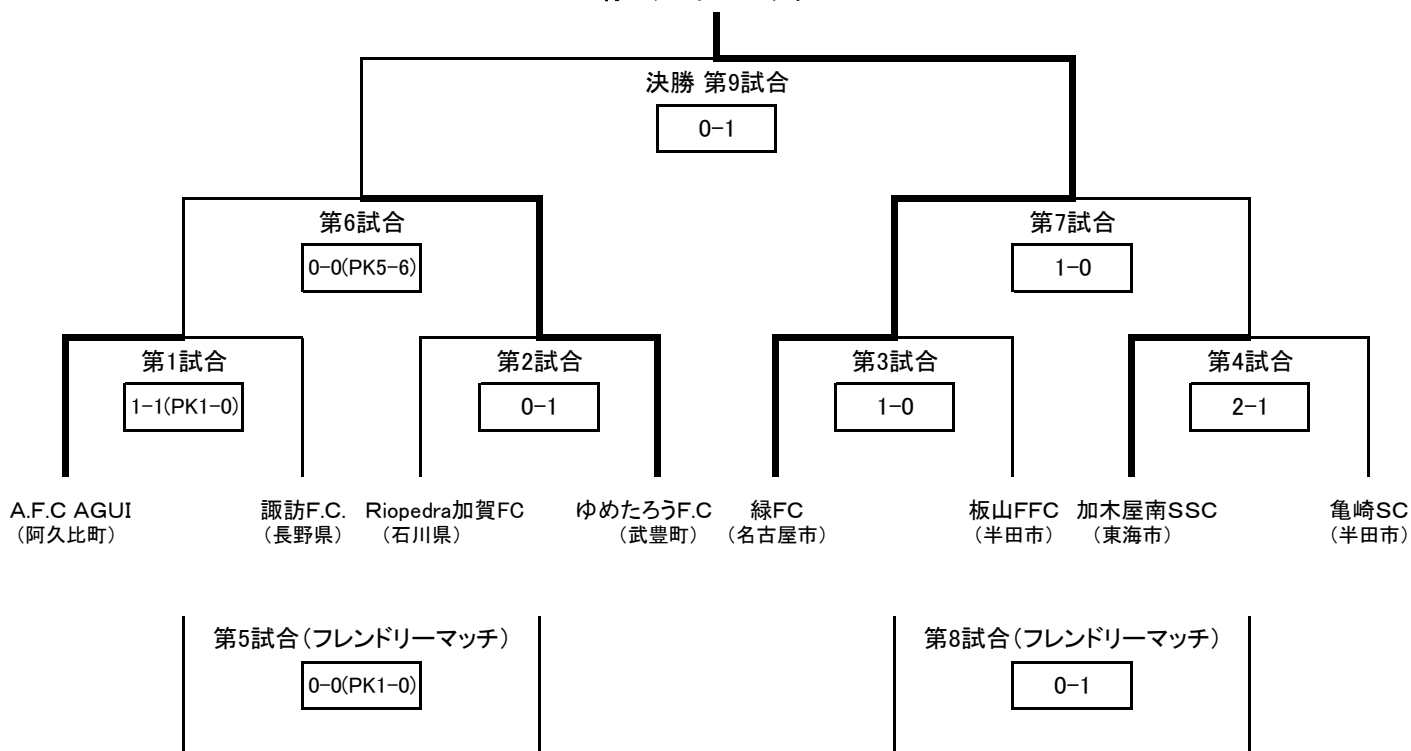 決勝 第9試合
0-1
第6試合
第7試合
0-0(PK5-6)
1-0
第1試合
第2試合
第3試合
第4試合
1-1(PK1-0)
0-1
1-0
2-1
A.F.C AGUI
諏訪F.C.
Riopedra加賀FC
ゆめたろうF.C
緑FC
板山FFC
加木屋南SSC
亀崎SC
（阿久比町）
（長野県）
（石川県）
（武豊町）
（名古屋市）
（半田市）
（東海市）
（半田市）
第5試合（フレンドリーマッチ）
第8試合（フレンドリーマッチ）
0-0(PK1-0)
0-1